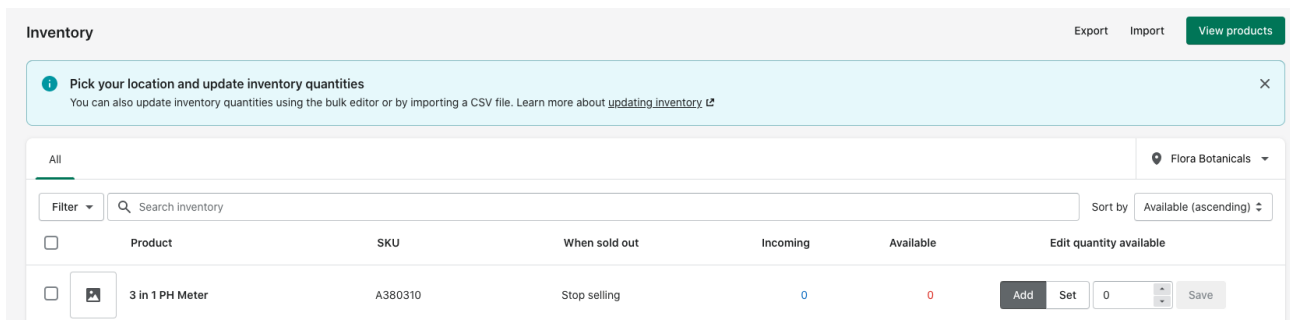 Inventory Export Import View products
Pick your location and update inventory quantities
You can also update inventory quantities using the bulk editor or by importing a CSV file. Learn more about updating inventory
All Flora Botanicals
Filter Search inventory Sort by Available (ascending)
Product SKU When sold out Incoming Available Edit quantity available
3 in 1 PH Meter A380310 Stop selling 0 0 Add Set 0 Save